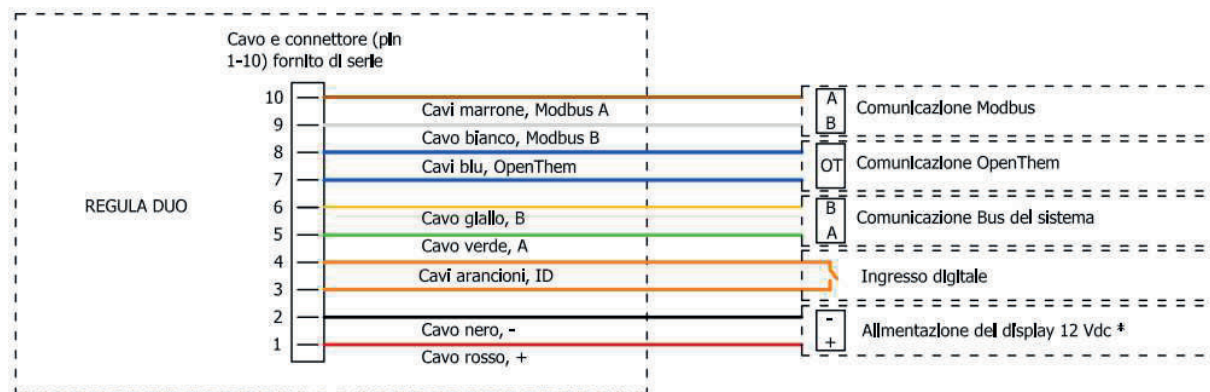 Cavo e connettore (pin
1-10) fornito di serie
10
Cavi marrone, Modbus A
A
Comunicazione Modbus
9
B
Cavo bianco, Modbus B
8
Cavi blu, OpenThem
OT
Comunicazione OpenThem
7
REGULA DUO
6
Cavo giallo, B
B
Comunicazione Bus del sistema
5
A
Cavo verde, A
4
Cavi arancioni, ID
Ingresso digitale
3
2
Cavo nero, -
-
Alimentazione del display 12 Vdc *
1
+
Cavo rosso, +